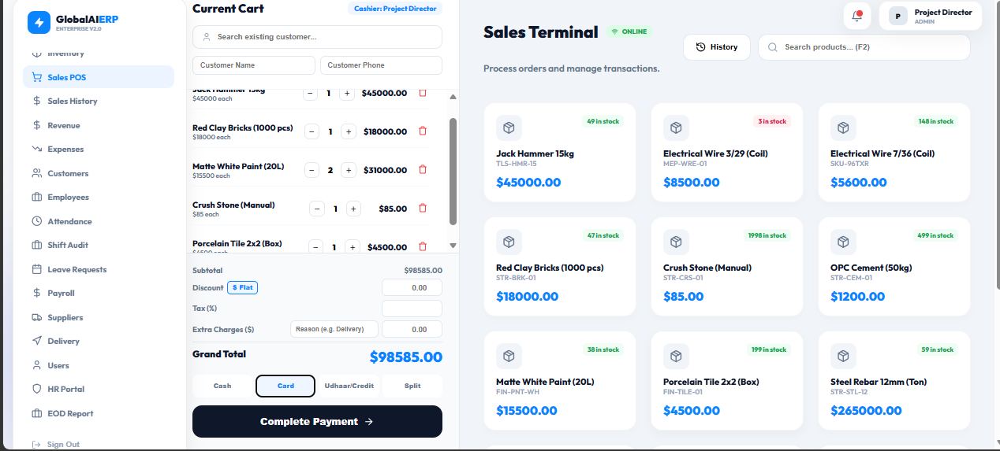 GlobalAIERP
ENTERPRISE V2.0
Inventory
Sales POS
Sales History
Revenue
Expenses
Customers
Employees
Attendance
Shift Audit
Leave Requests
Payroll
Suppliers
Delivery
Users
HR Portal
EOD Report
Sign Out
Current Cart
Cashier: Project Director
Search existing customer...
Customer Name
Customer Phone
Jack Hammer 15kg
$45000 each
− 1 + $45000.00
Red Clay Bricks (1000 pcs)
$18000 each
− 1 + $18000.00
Matte White Paint (20L)
$15500 each
− 2 + $31000.00
Crush Stone (Manual)
$85 each
− 1 + $85.00
Porcelain Tile 2x2 (Box)
$4500 each
− 1 + $4500.00
Subtotal $98585.00
Discount $ Flat 0.00
Tax (%)
Extra Charges ($) Reason (e.g. Delivery) 0.00
Grand Total $98585.00
Cash Card Udhaar/Credit Split
Complete Payment →
Sales Terminal
ONLINE
Process orders and manage transactions.
History
Search products... (F2)
P
Project Director
ADMIN
49 in stock
Jack Hammer 15kg
TLS-HMR-15
$45000.00
3 in stock
Electrical Wire 3/29 (Coil)
MEP-WRE-01
$8500.00
148 in stock
Electrical Wire 7/36 (Coil)
SKU-96TXR
$5600.00
47 in stock
Red Clay Bricks (1000 pcs)
STR-BRK-01
$18000.00
1998 in stock
Crush Stone (Manual)
STR-CRS-01
$85.00
499 in stock
OPC Cement (50kg)
STR-CEM-01
$1200.00
38 in stock
Matte White Paint (20L)
FIN-PNT-WH
$15500.00
199 in stock
Porcelain Tile 2x2 (Box)
FIN-TILE-01
$4500.00
59 in stock
Steel Rebar 12mm (Ton)
STR-STL-12
$265000.00